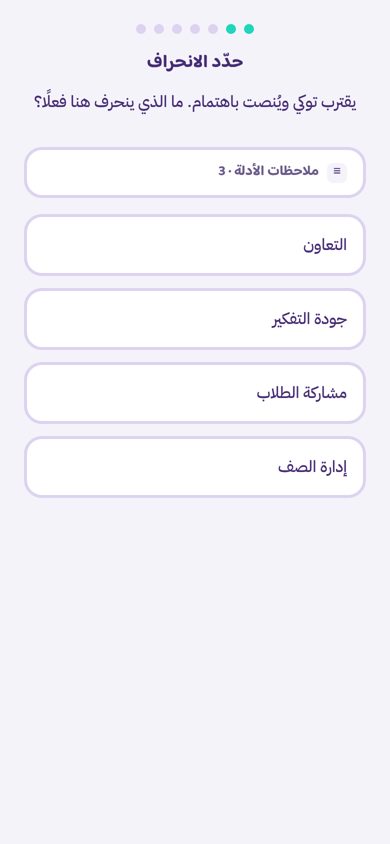 حدّد الانحراف
يقترب توكي ويُنصت باهتمام. ما الذي ينحرف هنا فعلًا؟
ملاحظات الأدلة · 3
التعاون
جودة التفكير
مشاركة الطلاب
إدارة الصف